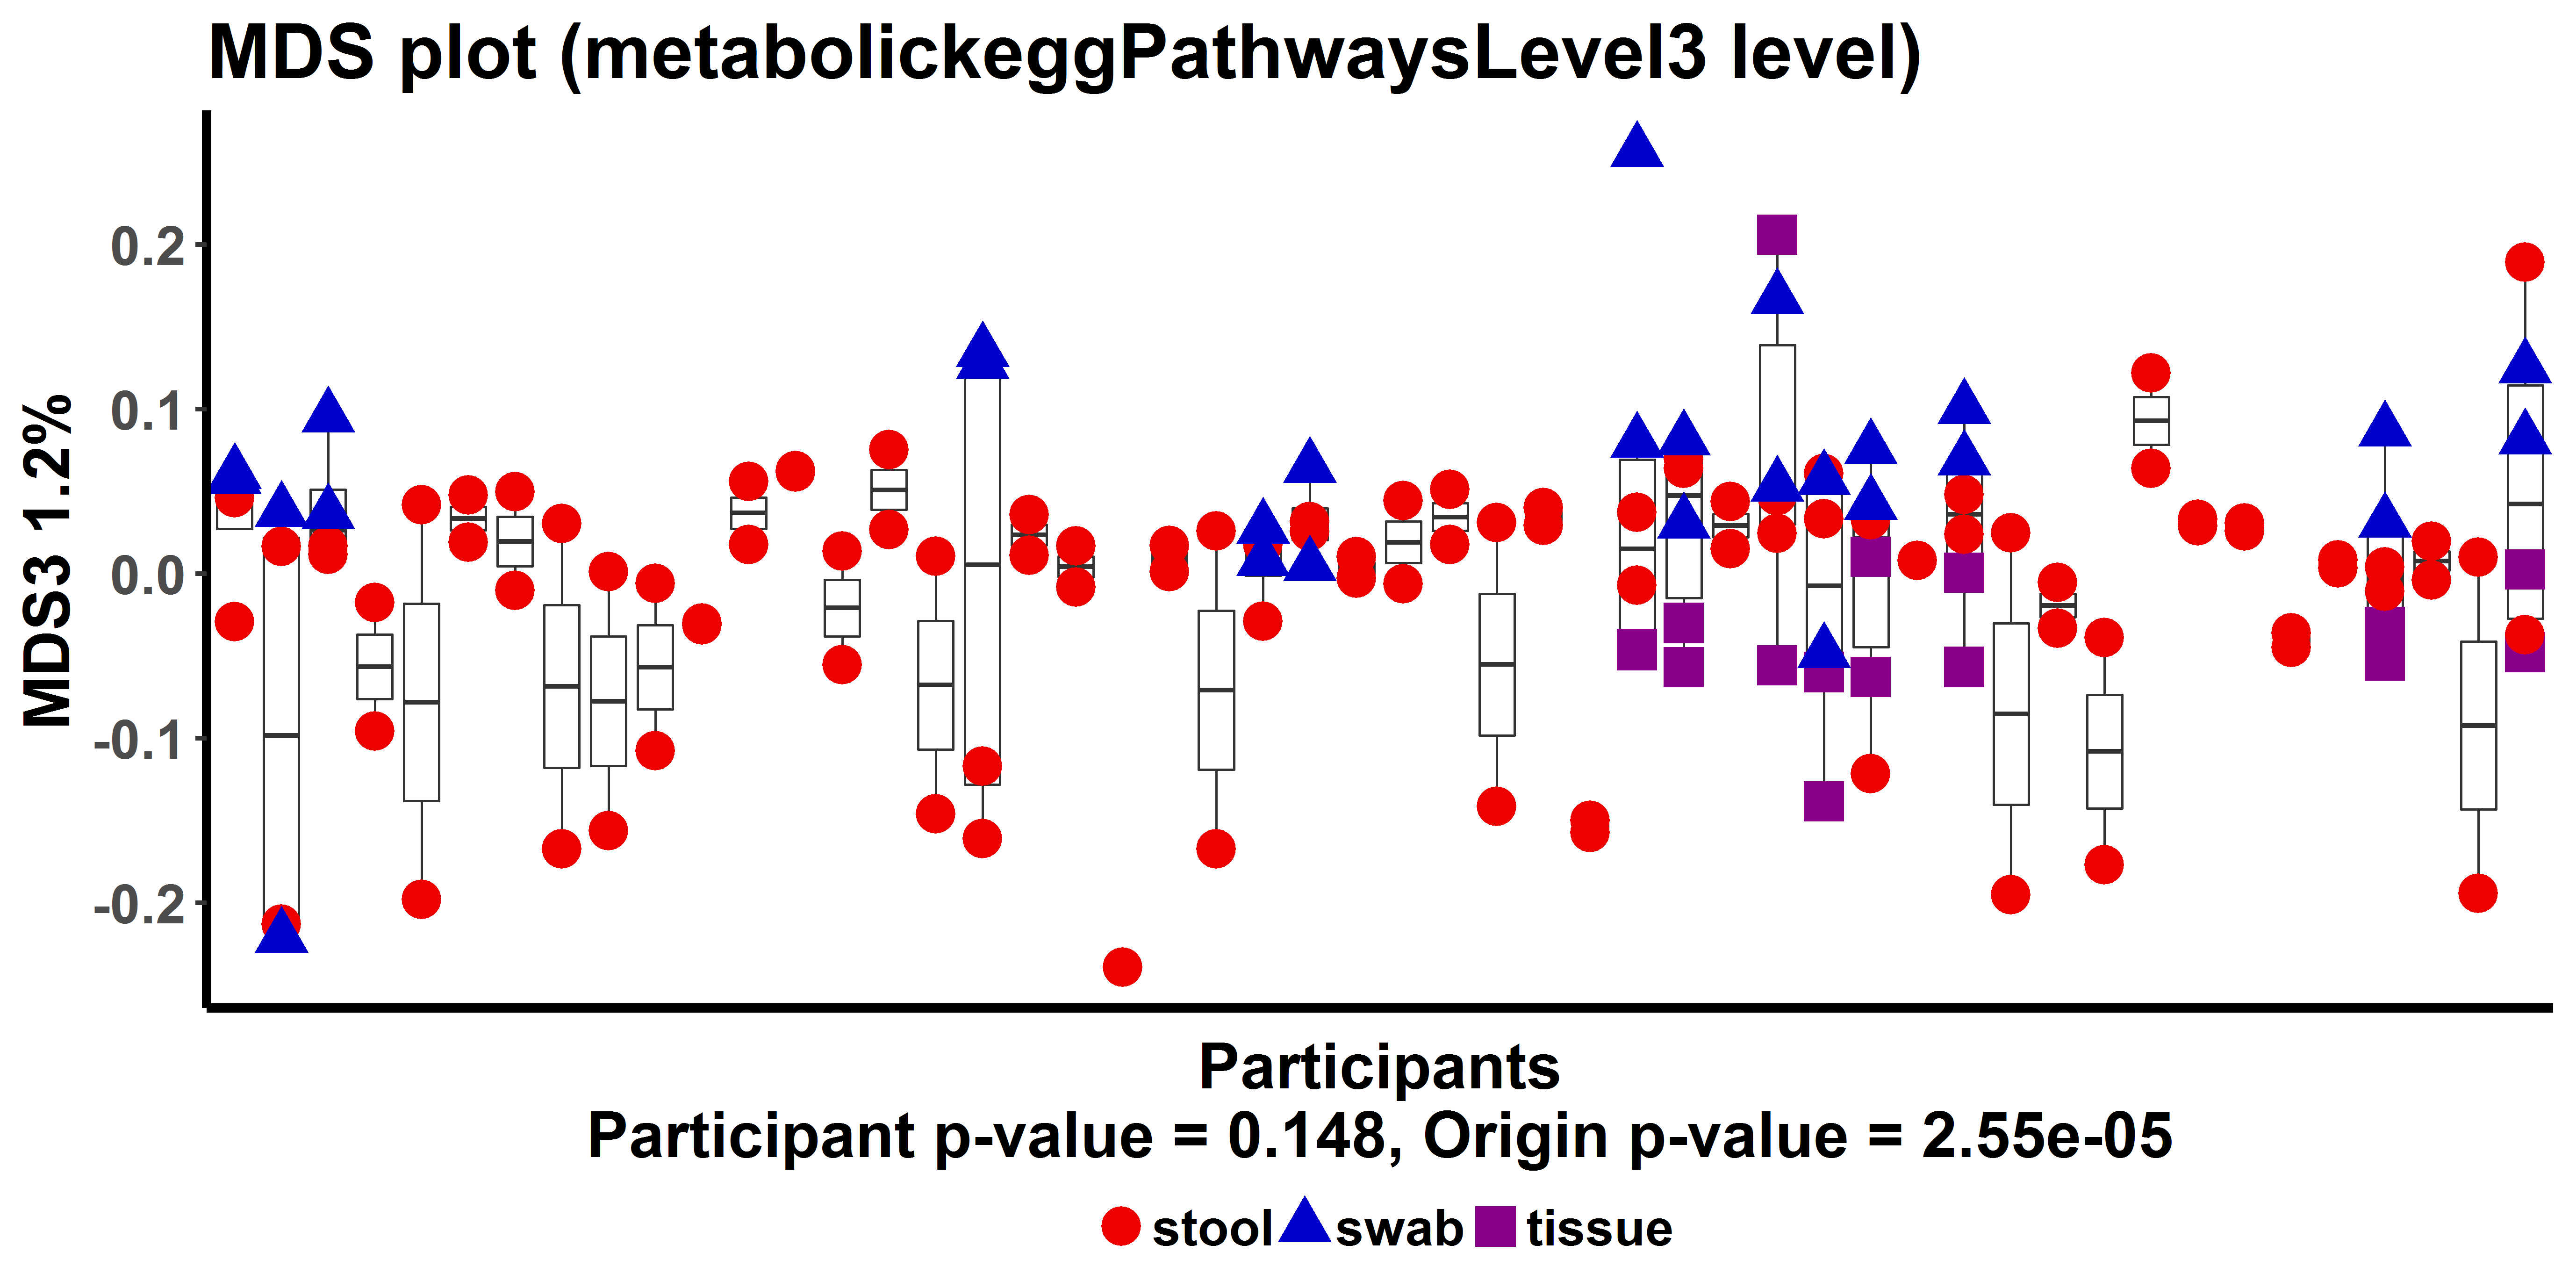 MDS plot (metabolickeggPathwaysLevel3 level)
MDS3 1.2%
0.2
0.1
0.0
-0.1
-0.2
Participants
Participant p-value = 0.148, Origin p-value = 2.55e-05
stool swab tissue